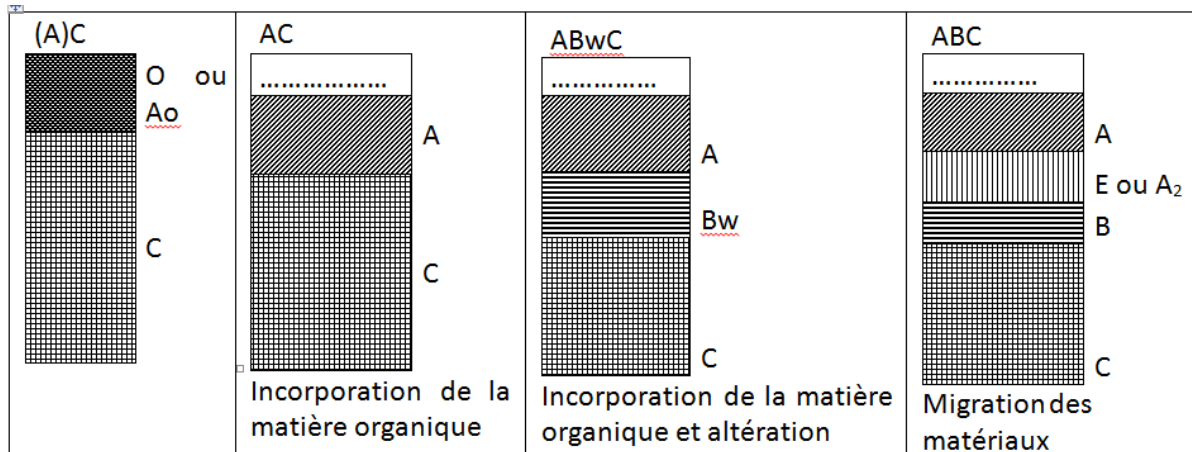 (A)C
O ou
Ao
C
AC
………………
A
C
Incorporation de la
matière organique
ABwC
……………
A
Bw
C
Incorporation de la matière
organique et altération
ABC
……………
A
E ou A₂
B
C
Migration des
matériaux